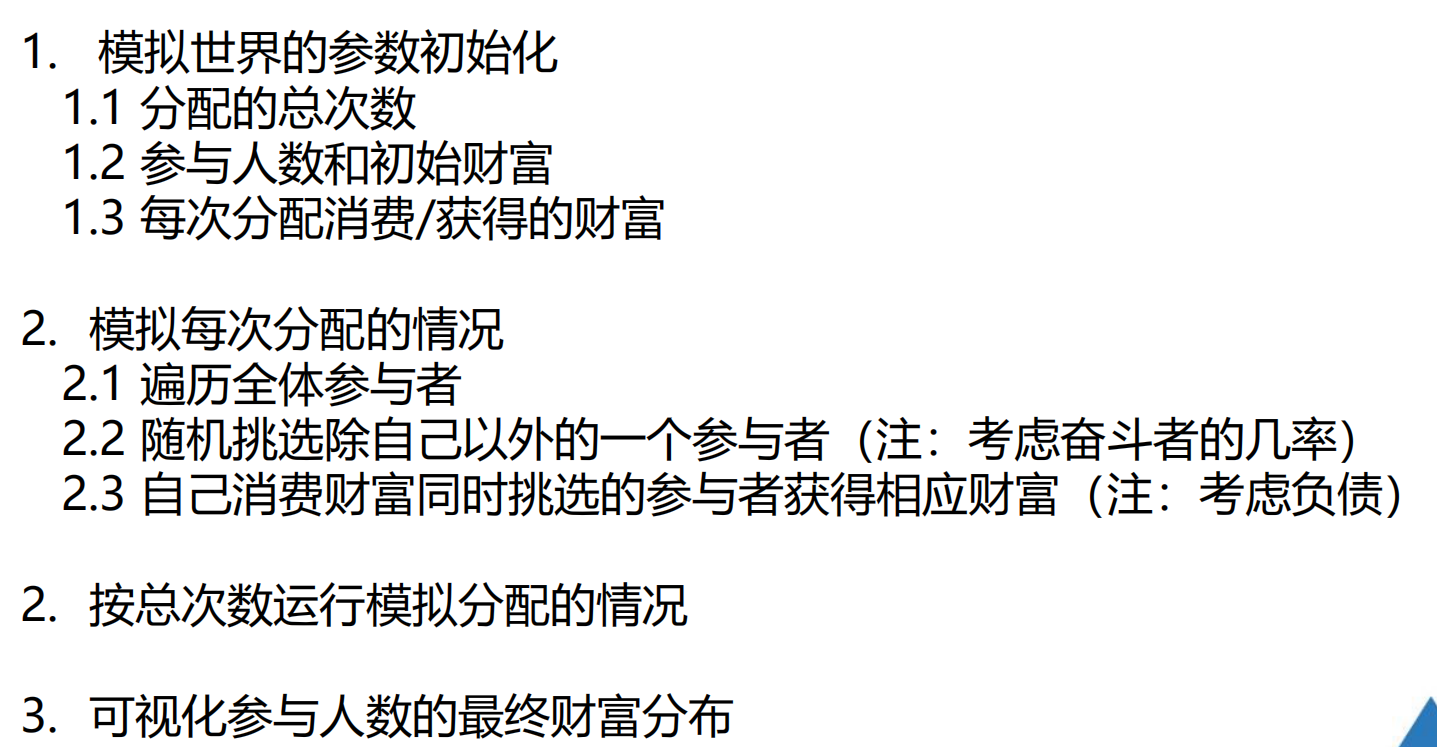 1. 模拟世界的参数初始化
1.1 分配的总次数
1.2 参与人数和初始财富
1.3 每次分配消费/获得的财富
2. 模拟每次分配的情况
2.1 遍历全体参与者
2.2 随机挑选除自己以外的一个参与者（注：考虑奋斗者的几率）
2.3 自己消费财富同时挑选的参与者获得相应财富（注：考虑负债）
2. 按总次数运行模拟分配的情况
3. 可视化参与人数的最终财富分布